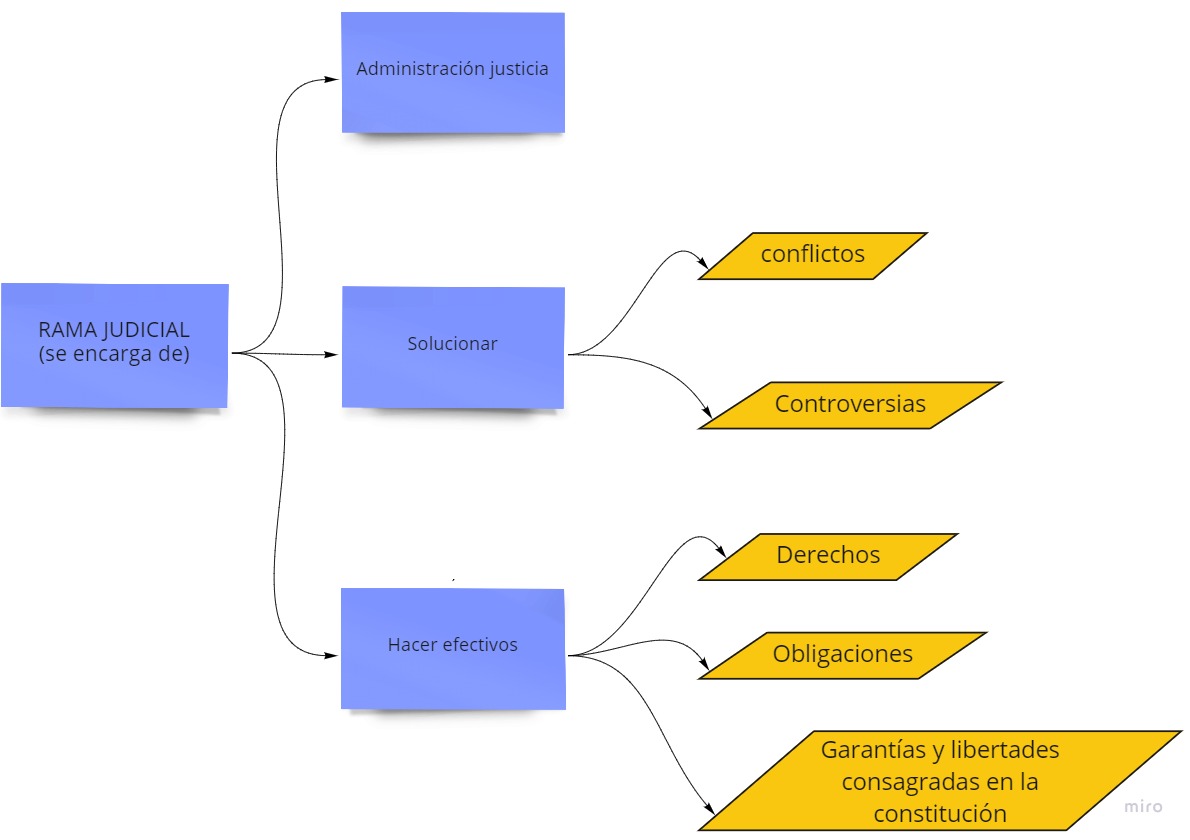 Administración justicia
RAMA JUDICIAL
(se encarga de)
Solucionar
conflictos
Controversias
Hacer efectivos
Derechos
Obligaciones
Garantías y libertades
consagradas en la
constitución
miro